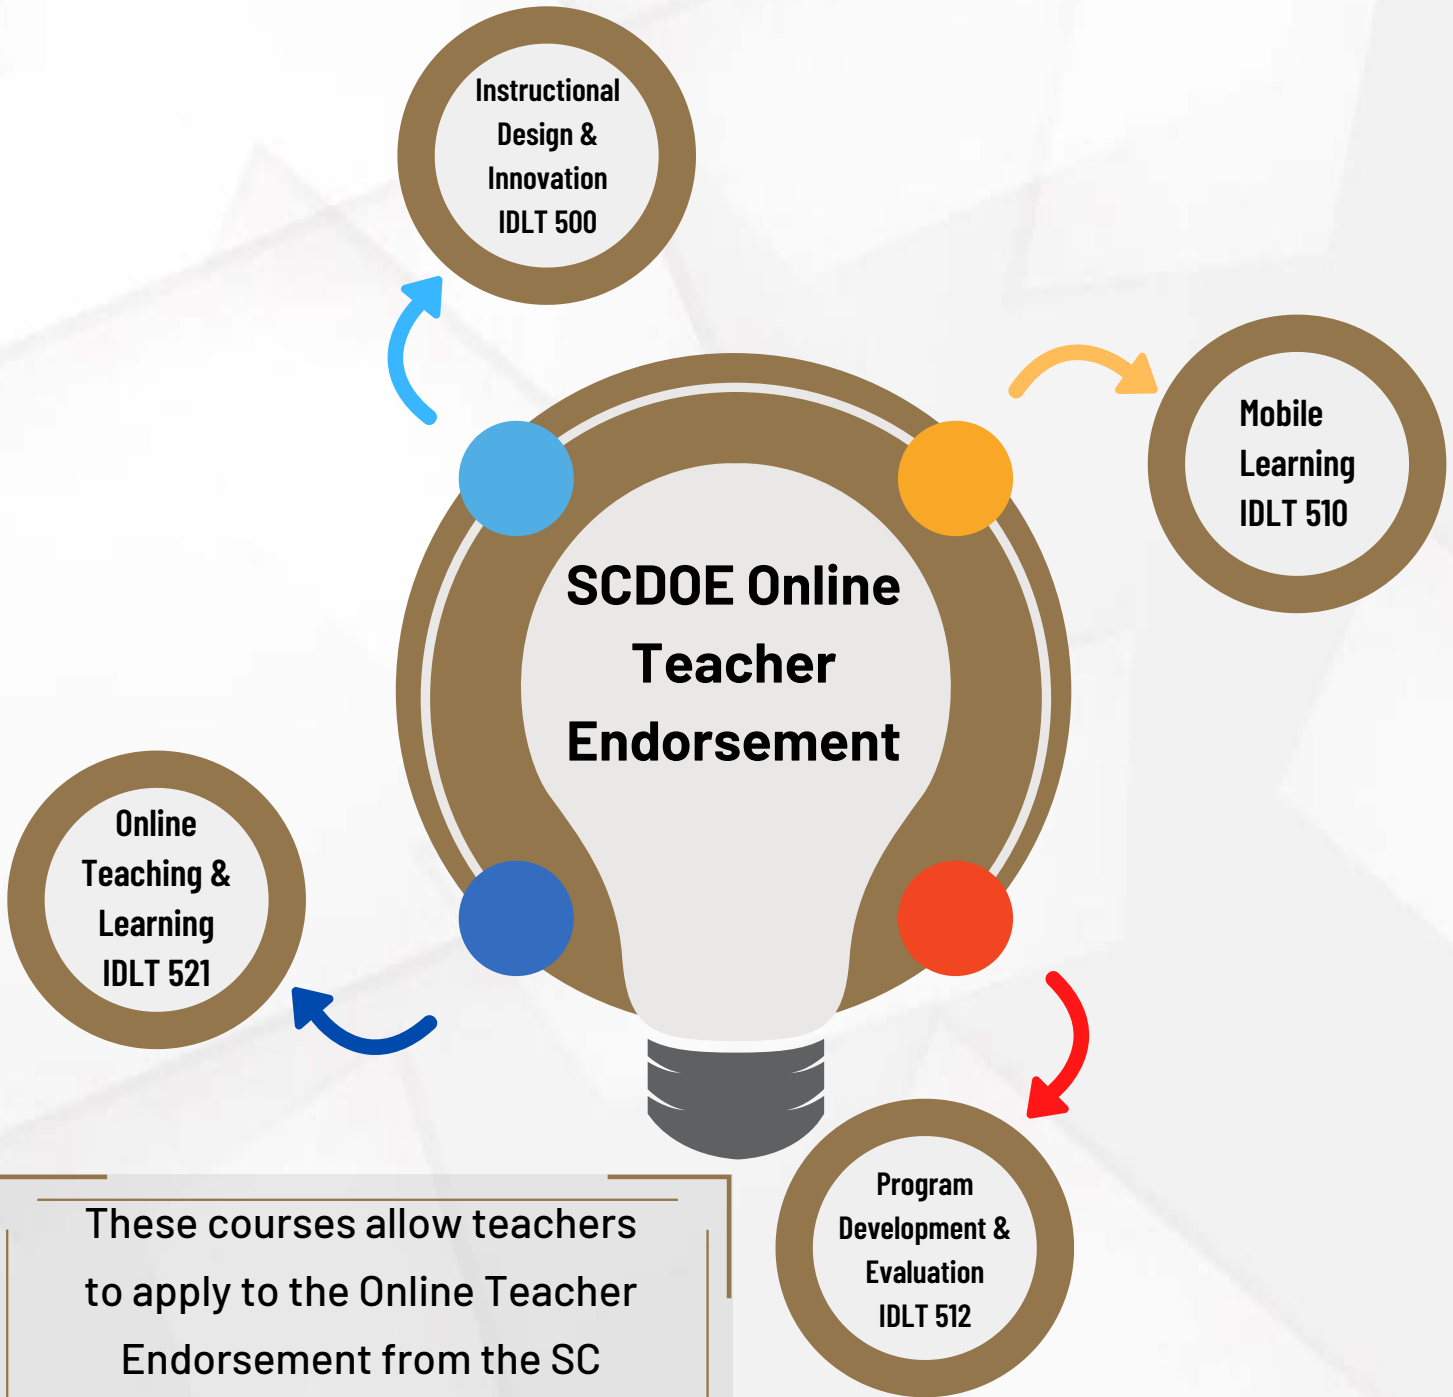 Instructional
Design &
Innovation
IDLT 500
Mobile
Learning
IDLT 510
SCDOE Online
Teacher
Endorsement
Online
Teaching &
Learning
IDLT 521
Program
Development &
Evaluation
IDLT 512
These courses allow teachers
to apply to the Online Teacher
Endorsement from the SC